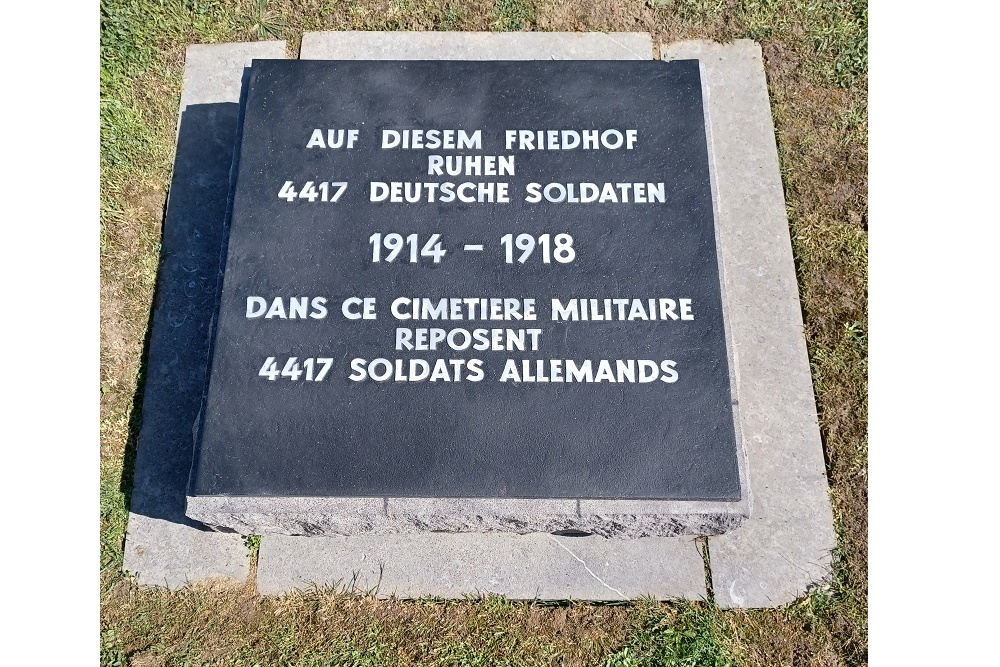 AUF DIESEM FRIEDHOF
RUHEN
4417 DEUTSCHE SOLDATEN
1914 – 1918
DANS CE CIMETIERE MILITAIRE
REPOSENT
4417 SOLDATS ALLEMANDS